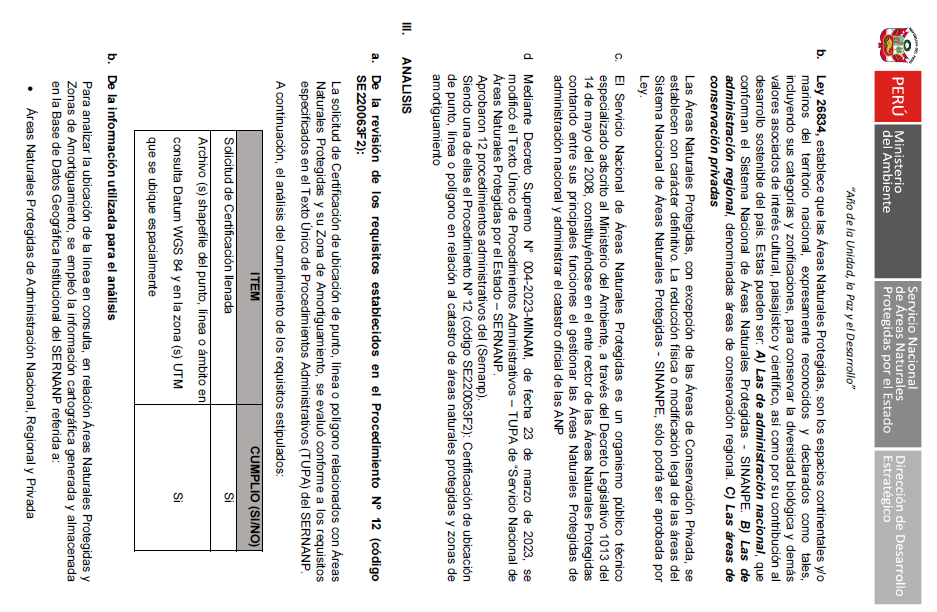 PERÚ
Ministerio
del Ambiente
Servicio Nacional
de Áreas Naturales
Protegidas por el Estado
Dirección de Desarrollo
Estratégico
"Año de la Unidad, la Paz y el Desarrollo"
b. Ley 26834, establece que las Áreas Naturales Protegidas, son los espacios continentales y/o
marinos del territorio nacional, expresamente reconocidos y declarados como tales,
incluyendo sus categorías y zonificaciones, para conservar la diversidad biológica y demás
valores asociados de interés cultural, paisajístico y científico, así como por su contribución al
desarrollo sostenible del país. Estas pueden ser: A) Las de administración nacional, que
conforman el Sistema Nacional de Áreas Naturales Protegidas - SINANPE. B) Las de
administración regional, denominadas áreas de conservación regional. C) Las áreas de
conservación privadas
Las Áreas Naturales Protegidas, con excepción de las Áreas de Conservación Privada, se
establecen con carácter definitivo. La reducción física o modificación legal de las áreas del
Sistema Nacional de Áreas Naturales Protegidas - SINANPE, sólo podrá ser aprobada por
Ley.
c. El Servicio Nacional de Áreas Naturales Protegidas es un organismo público técnico
especializado adscrito al Ministerio del Ambiente, a través del Decreto Legislativo 1013 del
14 de mayo del 2008, constituyéndose en el ente rector de las Áreas Naturales Protegidas
contando entre sus principales funciones el gestionar las Áreas Naturales Protegidas de
administración nacional y administrar el catastro oficial de las ANP
d Mediante Decreto Supremo N° 004-2023-MINAM, de fecha 23 de marzo de 2023, se
modificó el Texto Único de Procedimientos Administrativos – TUPA de "Servicio Nacional de
Áreas Naturales Protegidas por el Estado – SERNANP".
Aprobaron 12 procedimientos administrativos del (Sernanp).
Siendo una de ellas el Procedimiento Nº 12 (código SE220063F2): Certificación de ubicación
de punto, línea o polígono en relación al catastro de áreas naturales protegidas y zonas de
amortiguamiento
III. ANALISIS
a. De la revisión de los requisitos establecidos en el Procedimiento Nº 12 (código
SE220063F2):
La solicitud de Certificación de ubicación de punto, línea o polígono relacionados con Áreas
Naturales Protegidas y su Zona de Amortiguamiento, se evaluó conforme a los requisitos
especificados en el Texto Único de Procedimientos Administrativos (TUPA) del SERNANP.
A continuación, el análisis del cumplimiento de los requisitos estipulados:
ITEM CUMPLIO (SI/NO)
Solicitud de Certificación llenada Si
Archivo (s) shapefile del punto, línea o ámbito en
consulta Datum WGS 84 y en la zona (s) UTM
que se ubique espacialmente Si
b. De la información utilizada para el análisis
Para analizar la ubicación de la línea en consulta, en relación Áreas Naturales Protegidas y
Zonas de Amortiguamiento, se empleó la información cartográfica generada y almacenada
en la Base de Datos Geográfica Institucional del SERNANP referida a:
• Áreas Naturales Protegidas de Administración Nacional, Regional y Privada